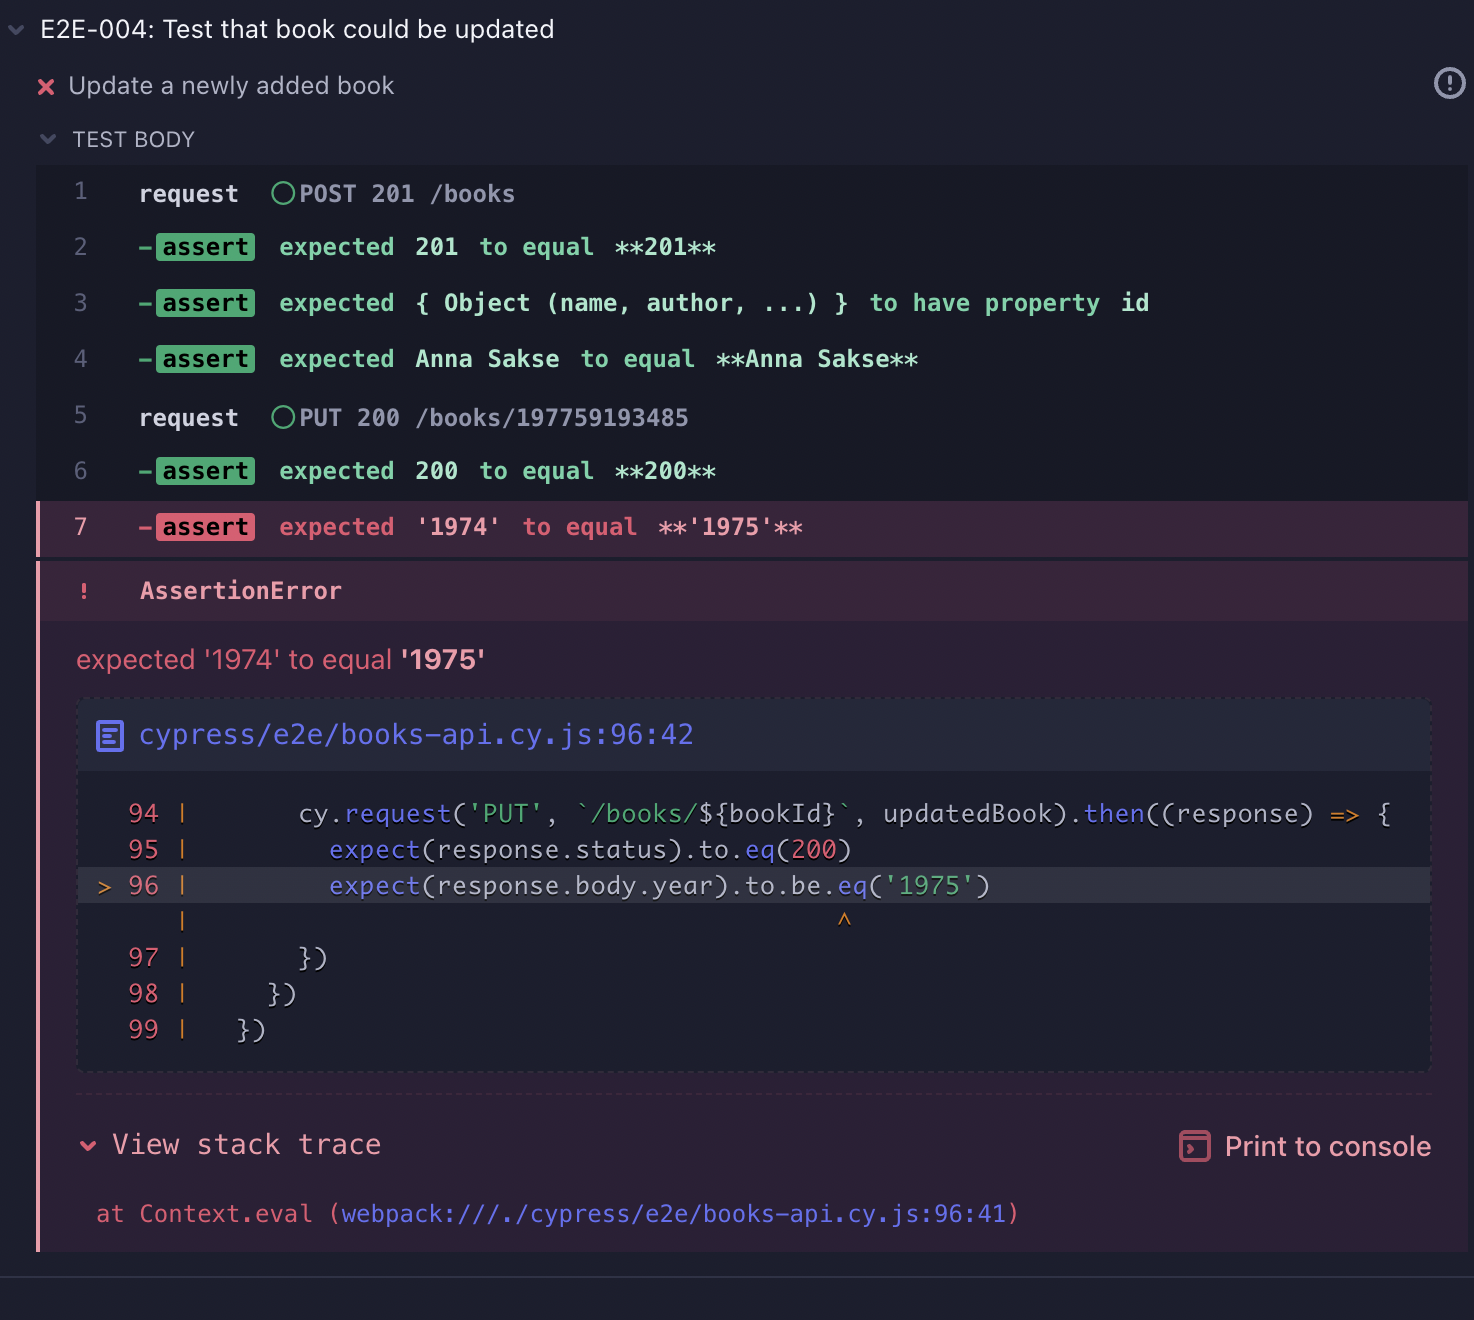 E2E-004: Test that book could be updated
Update a newly added book
TEST BODY
1 request POST 201 /books
2 -assert expected 201 to equal **201**
3 -assert expected { Object (name, author, ...) } to have property id
4 -assert expected Anna Sakse to equal **Anna Sakse**
5 request PUT 200 /books/197759193485
6 -assert expected 200 to equal **200**
7 -assert expected '1974' to equal **'1975'**
! AssertionError
expected '1974' to equal '1975'
cypress/e2e/books-api.cy.js:96:42
94 | cy.request('PUT', `/books/${bookId}`, updatedBook).then((response) => {
95 | expect(response.status).to.eq(200)
> 96 | expect(response.body.year).to.be.eq('1975')
| ^
97 | })
98 | })
99 | })
View stack trace
Print to console
at Context.eval (webpack:///./cypress/e2e/books-api.cy.js:96:41)